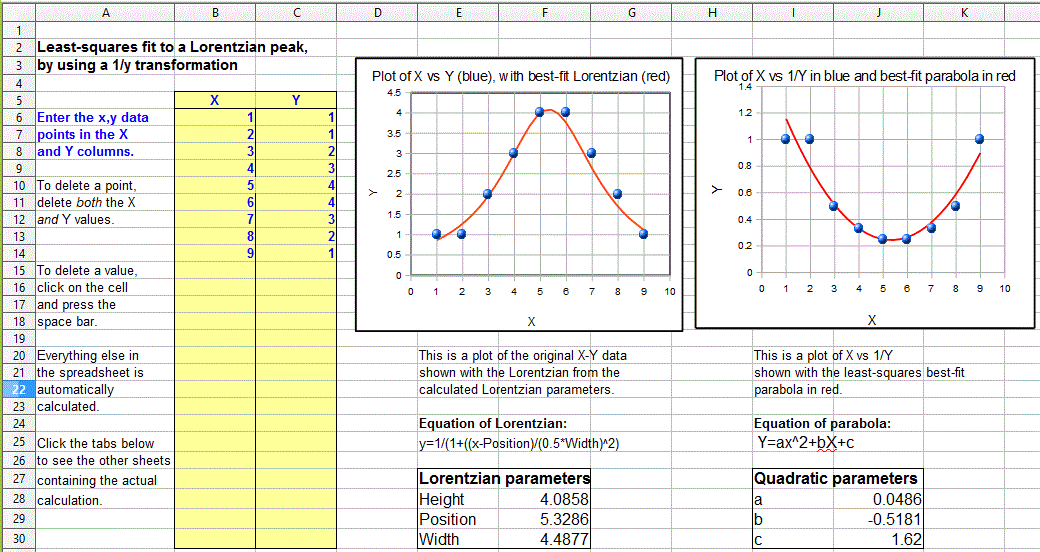 A B C D E F G H I J K
1
2 Least-squares fit to a Lorentzian peak,
3 by using a 1/y transformation
4
5 X Y
6 Enter the x,y data 1 1
7 points in the X 2 1
8 and Y columns. 3 2
9 4 3
10 To delete a point, 5 4
11 delete both the X 6 4
12 and Y values. 7 3
13 8 2
14 9 1
15 To delete a value,
16 click on the cell
17 and press the
18 space bar.
19
20 Everything else in
21 the spreadsheet is
22 automatically
23 calculated.
24
25 Click the tabs below
26 to see the other sheets
27 containing the actual
28 calculation.
29
30
Plot of X vs Y (blue), with best-fit Lorentzian (red)
4.5
4
3.5
3
2.5
2
1.5
1
0.5
0
Y
0 1 2 3 4 5 6 7 8 9 10
X
Plot of X vs 1/Y in blue and best-fit parabola in red
1.4
1.2
1
0.8
0.6
0.4
0.2
0
Y
0 1 2 3 4 5 6 7 8 9 10
X
This is a plot of the original X-Y data
shown with the Lorentzian from the
calculated Lorentzian parameters.
Equation of Lorentzian:
y=1/(1+((x-Position)/(0.5*Width)^2)
Lorentzian parameters
Height 4.0858
Position 5.3286
Width 4.4877
This is a plot of X vs 1/Y
shown with the least-squares best-fit
parabola in red.
Equation of parabola:
Y=ax^2+bX+c
Quadratic parameters
a 0.0486
b -0.5181
c 1.62